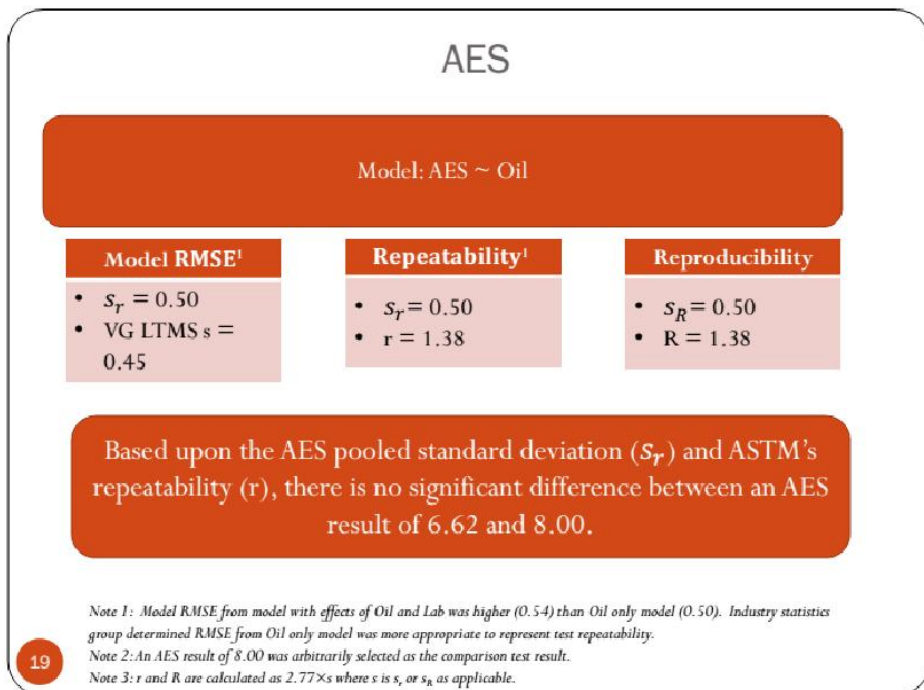 AES
Model: AES ~ Oil
Model RMSE¹
• sᵣ = 0.50
• VG LTMS s =
0.45
Repeatability¹
• sᵣ= 0.50
• r = 1.38
Reproducibility
• s_R= 0.50
• R = 1.38
Based upon the AES pooled standard deviation (sᵣ) and ASTM’s
repeatability (r), there is no significant difference between an AES
result of 6.62 and 8.00.
Note 1: Model RMSE from model with effects of Oil and Lab was higher (0.54) than Oil only model (0.50). Industry statistics
group determined RMSE from Oil only model was more appropriate to represent test repeatability.
Note 2: An AES result of 8.00 was arbitrarily selected as the comparison test result.
Note 3: r and R are calculated as 2.77×s where s is sᵣ or s_R as applicable.
19